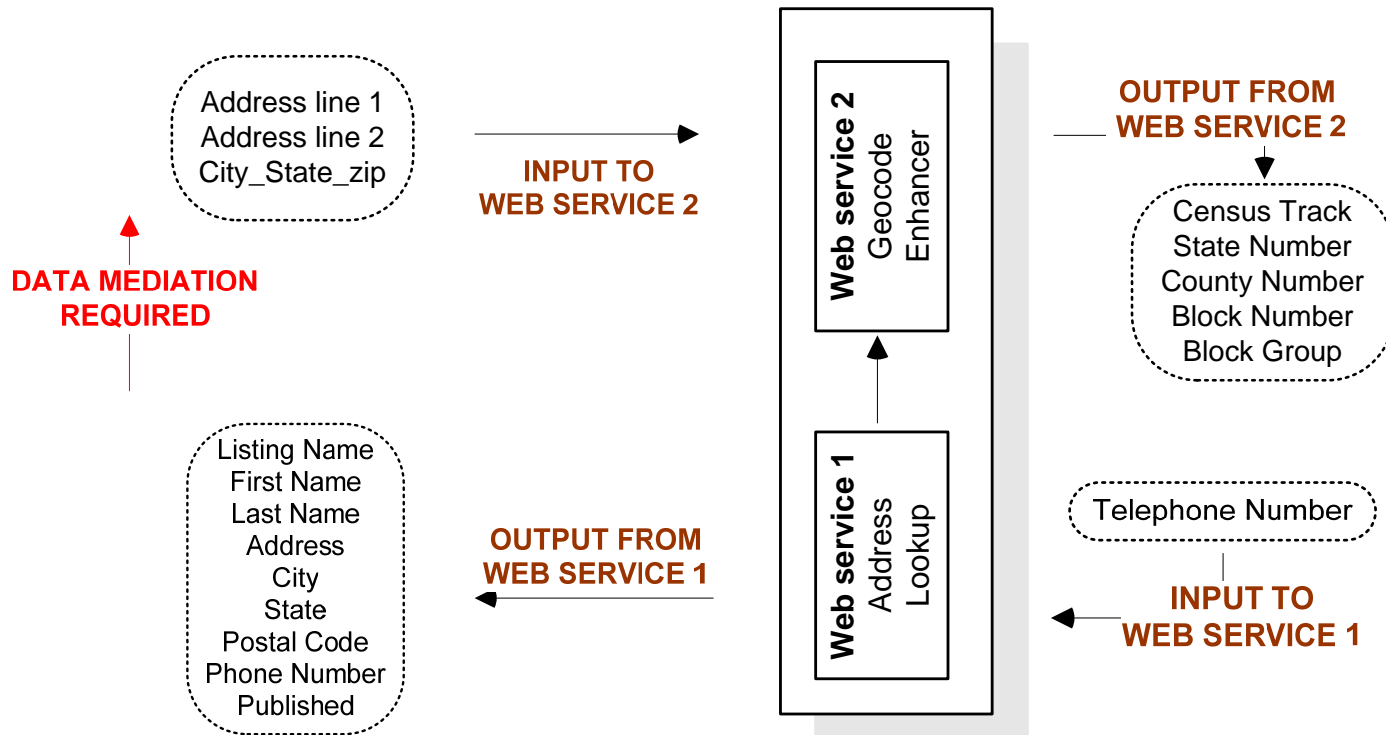 Address line 1
Address line 2
City_State_zip
INPUT TO
WEB SERVICE 2
Web service 2
Geocode
Enhancer
OUTPUT FROM
WEB SERVICE 2
Census Track
State Number
County Number
Block Number
Block Group
DATA MEDIATION
REQUIRED
Listing Name
First Name
Last Name
Address
City
State
Postal Code
Phone Number
Published
OUTPUT FROM
WEB SERVICE 1
Web service 1
Address
Lookup
Telephone Number
INPUT TO
WEB SERVICE 1